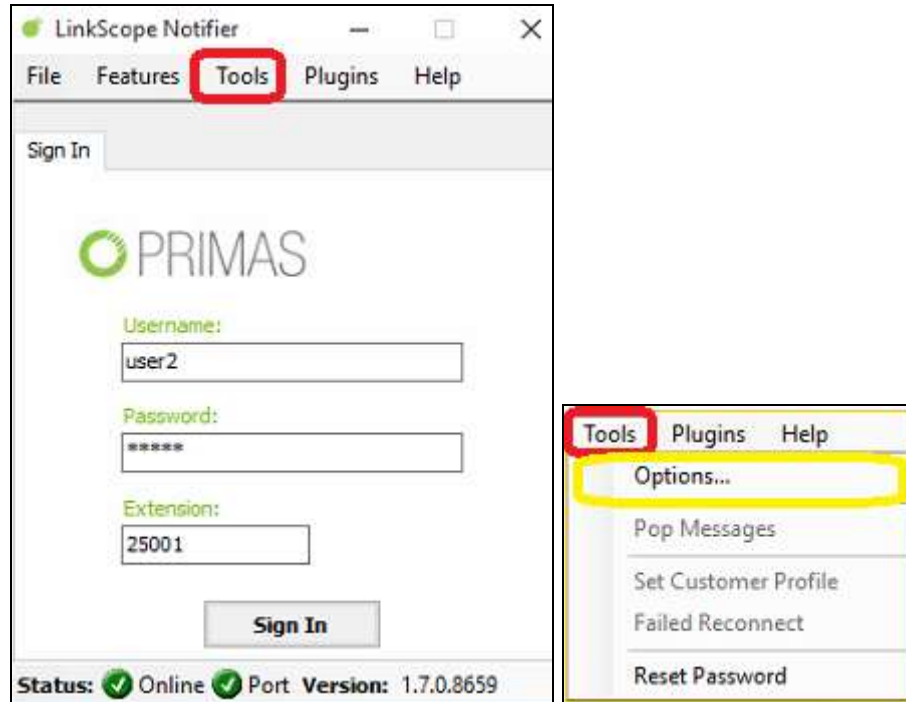 LinkScope Notifier
File Features Tools Plugins Help
Sign In
PRIMAS
Username:
user2
Password:
*****
Extension:
25001
Sign In
Status: Online Port Version: 1.7.0.8659
Tools Plugins Help
Options...
Pop Messages
Set Customer Profile
Failed Reconnect
Reset Password